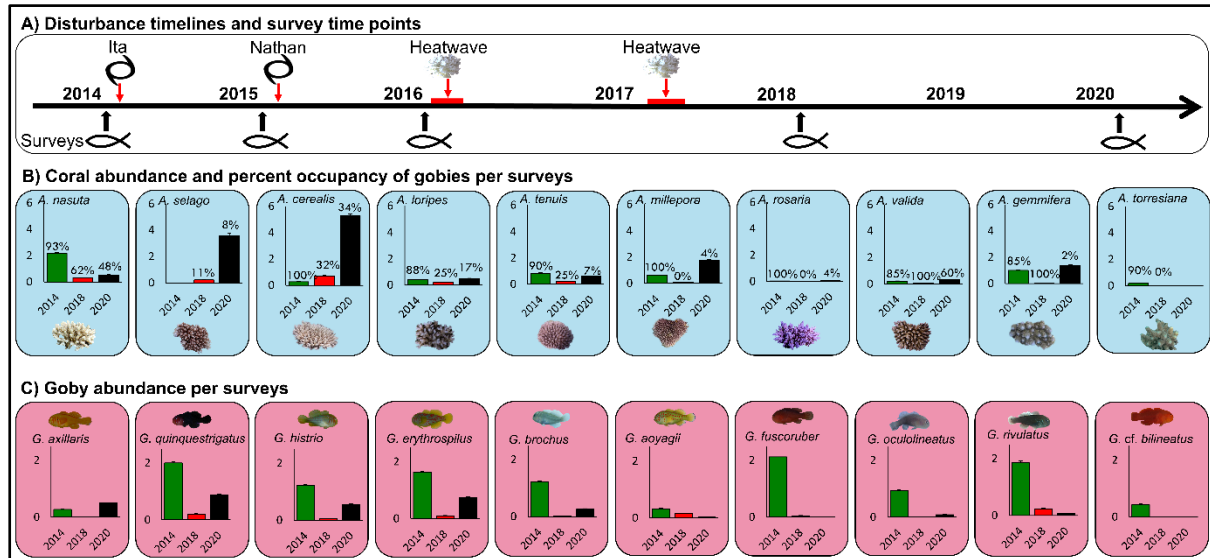 A) Disturbance timelines and survey time points
Ita Nathan Heatwave Heatwave
2014 2015 2016 2017 2018 2019 2020
Surveys
B) Coral abundance and percent occupancy of gobies per surveys
A. nasuta A. selago A. cerealis A. loripes A. tenuis A. millepora A. rosaria A. valida A. gemmifera A. torresiana
6 6 6 6 6 6 6 6 6 6
34%
4 4 4 4 4 4 4 4 4 4
8%
93%
2 2 2 2 2 2 2 2 2 2
62% 48% 11% 100% 32% 88% 25% 17% 90% 25% 7% 100% 0% 4% 100% 0% 4% 85% 100% 60% 85% 100% 2% 90% 0%
0 0 0 0 0 0 0 0 0 0
2014 2018 2020 2014 2018 2020 2014 2018 2020 2014 2018 2020 2014 2018 2020 2014 2018 2020 2014 2018 2020 2014 2018 2020 2014 2018 2020 2014 2018 2020
C) Goby abundance per surveys
G. axillaris G. quinquestrigatus G. histrio G. erythrospilus G. brochus G. aoyagii G. fuscoruber G. oculolineatus G. rivulatus G. cf. bilineatus
2 2 2 2 2 2 2 2 2 2
0 0 0 0 0 0 0 0 0 0
2014 2018 2020 2014 2018 2020 2014 2018 2020 2014 2018 2020 2014 2018 2020 2014 2018 2020 2014 2018 2020 2014 2018 2020 2014 2018 2020 2014 2018 2020